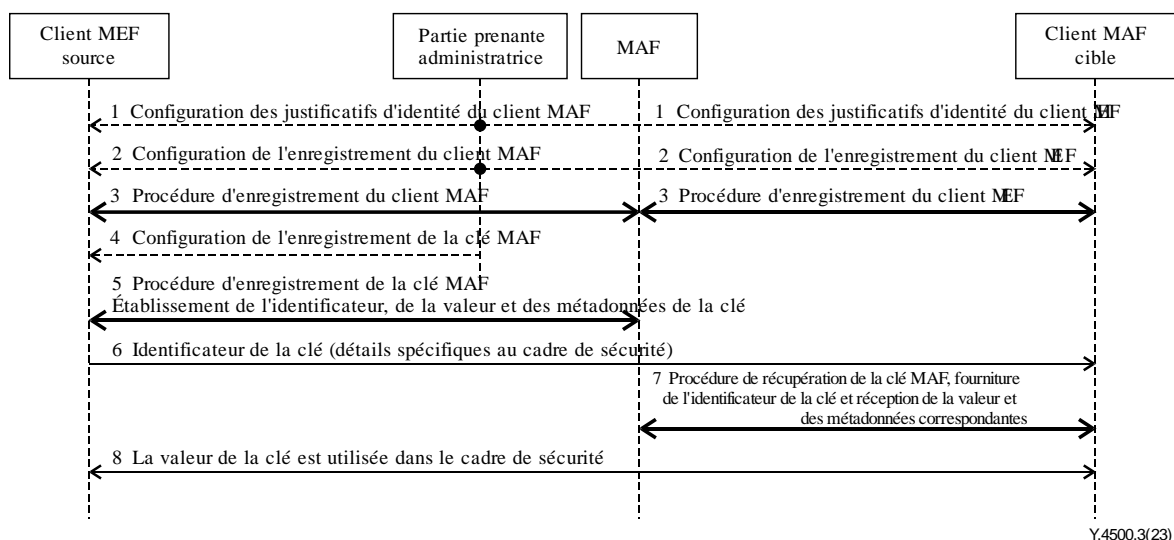 Client MEF
source
Partie prenante
administratrice
MAF
Client MAF
cible
1 Configuration des justificatifs d'identité du client MAF
1 Configuration des justificatifs d'identité du client MEF
2 Configuration de l'enregistrement du client MAF
2 Configuration de l'enregistrement du client MEF
3 Procédure d'enregistrement du client MAF
3 Procédure d'enregistrement du client MEF
4 Configuration de l'enregistrement de la clé MAF
5 Procédure d'enregistrement de la clé MAF
Établissement de l'identificateur, de la valeur et des métadonnées de la clé
6 Identificateur de la clé (détails spécifiques au cadre de sécurité)
7 Procédure de récupération de la clé MAF, fourniture
de l'identificateur de la clé et réception de la valeur et
des métadonnées correspondantes
8 La valeur de la clé est utilisée dans le cadre de sécurité
Y.4500.3(23)